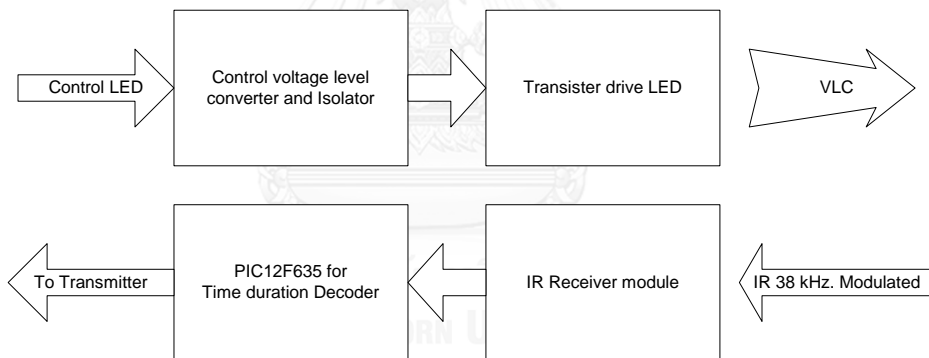 Control LED
Control voltage level
converter and Isolator
Transister drive LED
VLC
To Transmitter
PIC12F635 for
Time duration Decoder
IR Receiver module
IR 38 kHz. Modulated